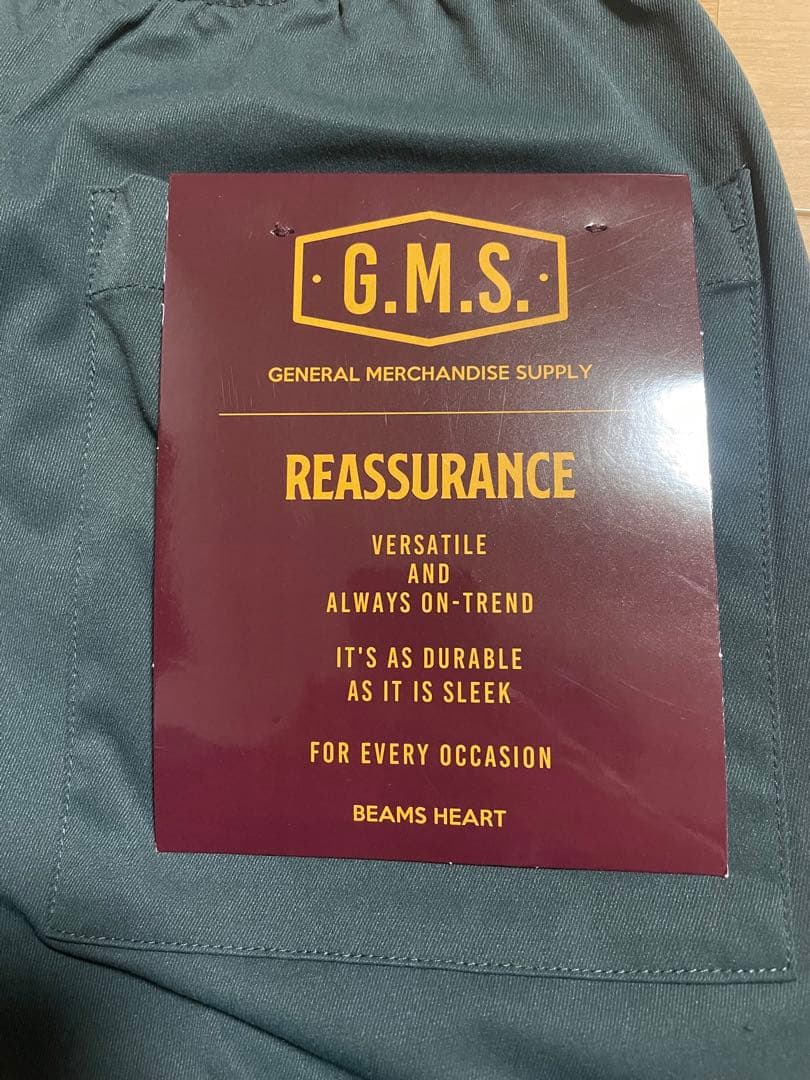 · G.M.S. ·
GENERAL MERCHANDISE SUPPLY
REASSURANCE
VERSATILE
AND
ALWAYS ON-TREND
IT'S AS DURABLE
AS IT IS SLEEK
FOR EVERY OCCASION
BEAMS HEART